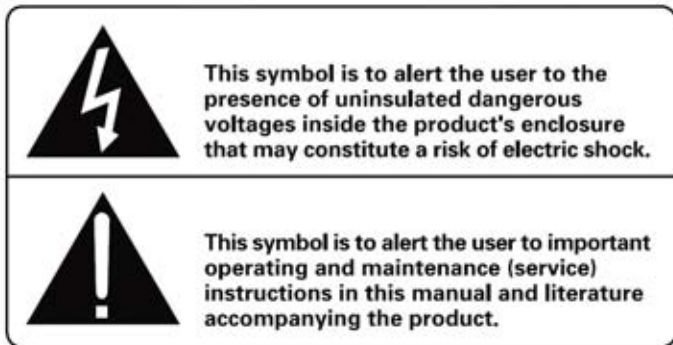 This symbol is to alert the user to the
presence of uninsulated dangerous
voltages inside the product's enclosure
that may constitute a risk of electric shock.
This symbol is to alert the user to important
operating and maintenance (service)
instructions in this manual and literature
accompanying the product.